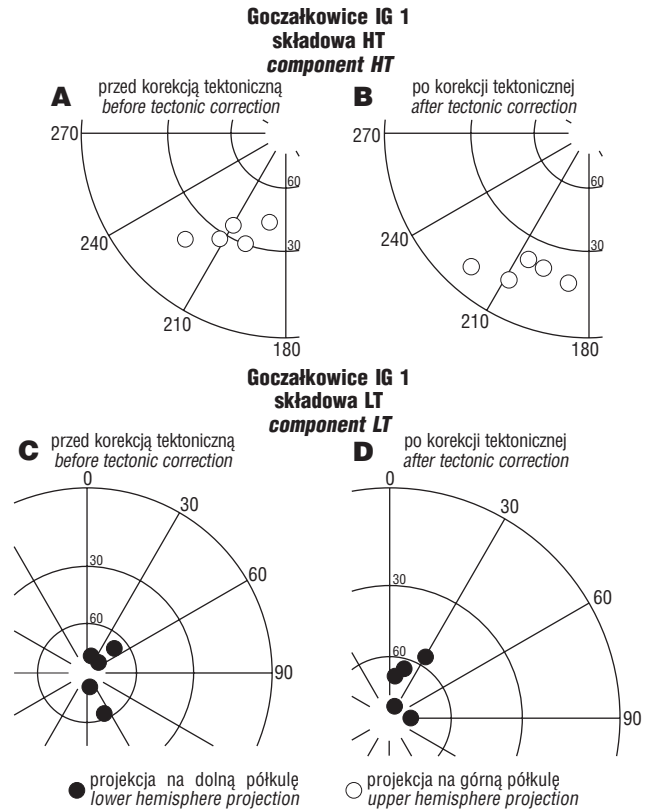 Goczałkowice IG 1
składowa HT
component HT
A przed korekcją tektoniczną
before tectonic correction
B po korekcji tektonicznej
after tectonic correction
270
60
30
240
210
180
270
60
30
240
210
180
Goczałkowice IG 1
składowa LT
component LT
C przed korekcją tektoniczną
before tectonic correction
D po korekcji tektonicznej
after tectonic correction
0
30
30
60
60
90
0
30
30
60
60
90
projekcja na dolną półkulę
lower hemisphere projection
projekcja na górną półkulę
upper hemisphere projection